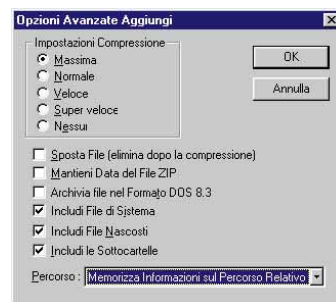 Opzioni Avanzate Aggiungi
Impostazioni Compressione
Massima
Normale
Veloce
Super veloce
Nessui
OK
Annulla
Sposta File (elimina dopo la compressione)
Mantieni Data del File ZIP
Archivia file nel Formato DOS 8.3
Includi File di Sistema
Includi File Nascosti
Includi le Sottocartelle
Percorso : Memorizza Informazioni sul Percorso Relativo